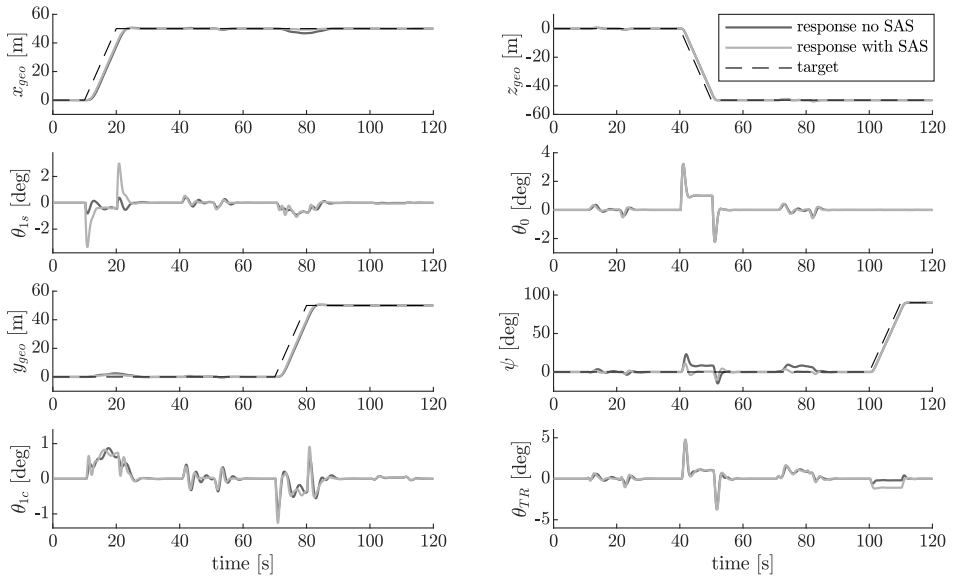 60
40
20
0
x_geo [m]
0 20 40 60 80 100 120
0
-20
-40
-60
z_geo [m]
0 20 40 60 80 100 120
response no SAS
response with SAS
target
2
0
-2
θ_1s [deg]
0 20 40 60 80 100 120
4
2
0
-2
θ_0 [deg]
0 20 40 60 80 100 120
60
40
20
0
y_geo [m]
0 20 40 60 80 100 120
100
50
0
ψ [deg]
0 20 40 60 80 100 120
1
0
-1
θ_1c [deg]
0 20 40 60 80 100 120
time [s]
5
0
-5
θ_TR [deg]
0 20 40 60 80 100 120
time [s]